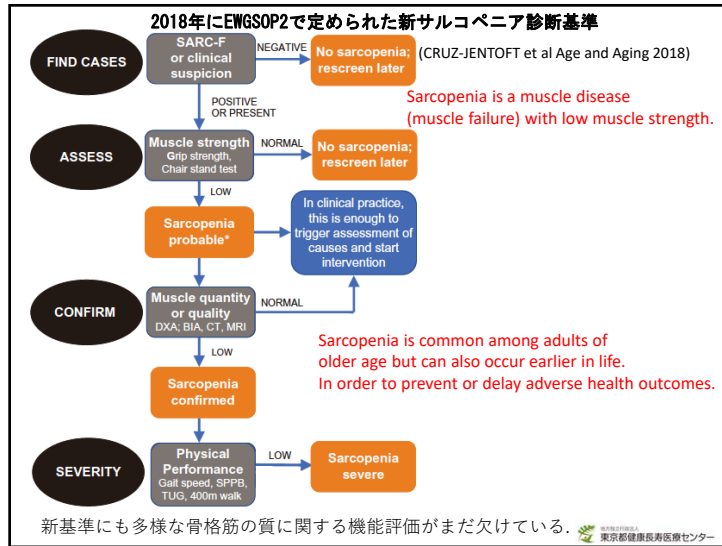 2018年にEWGSOP2で定められた新サルコペニア診断基準
FIND CASES
SARC-F
or clinical
suspicion
NEGATIVE
No sarcopenia;
rescreen later
(CRUZ-JENTOFT et al Age and Aging 2018)
POSITIVE
OR PRESENT
Sarcopenia is a muscle disease
(muscle failure) with low muscle strength.
ASSESS
Muscle strength
Grip strength,
Chair stand test
NORMAL
No sarcopenia;
rescreen later
LOW
Sarcopenia
probable*
In clinical practice,
this is enough to
trigger assessment of
causes and start
intervention
CONFIRM
Muscle quantity
or quality
DXA; BIA, CT, MRI
NORMAL
LOW
Sarcopenia is common among adults of
older age but can also occur earlier in life.
In order to prevent or delay adverse health outcomes.
Sarcopenia
confirmed
SEVERITY
Physical
Performance
Gait speed, SPPB,
TUG, 400m walk
LOW
Sarcopenia
severe
新基準にも多様な骨格筋の質に関する機能評価がまだ欠けている.
地方独立行政法人
東京都健康長寿医療センター